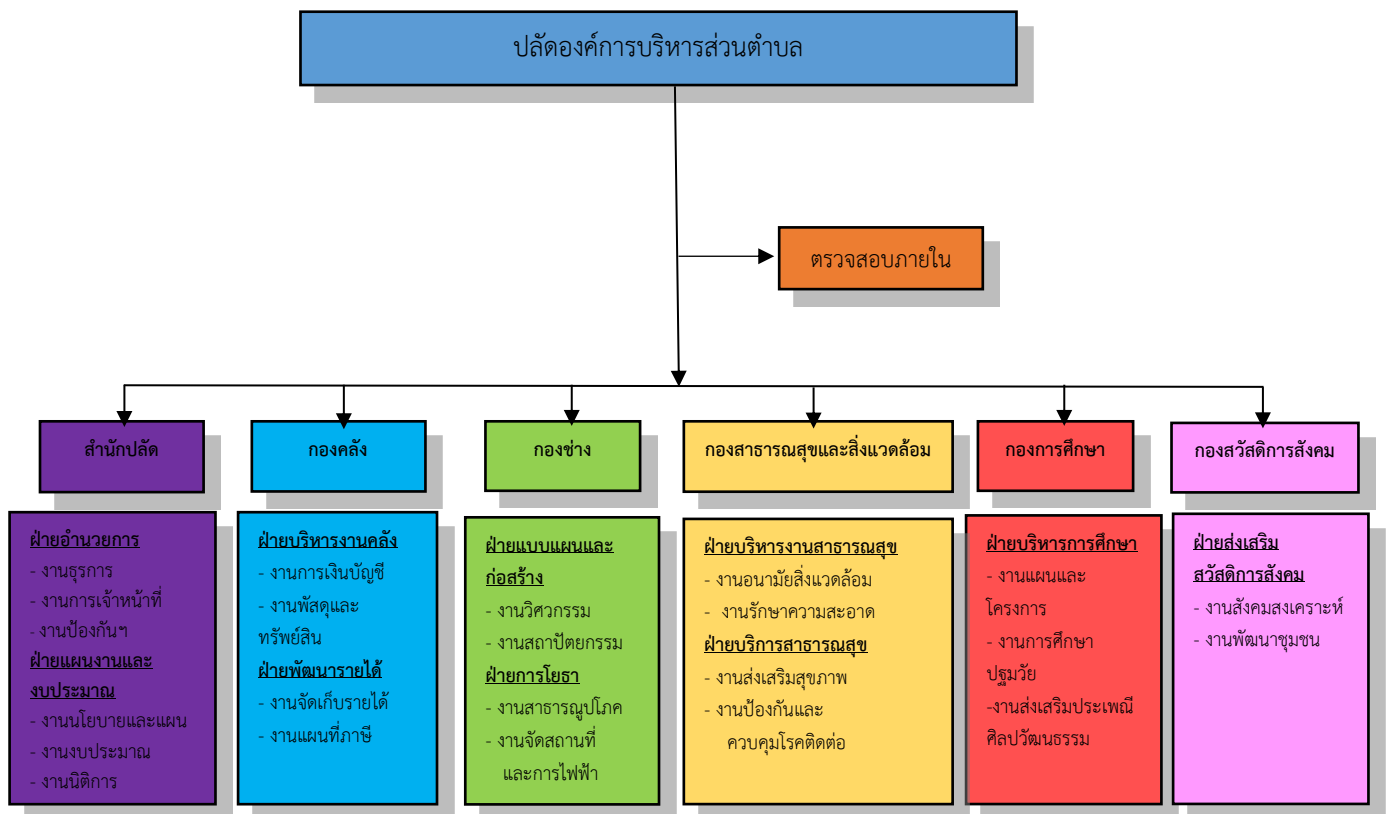 ปลัดองค์การบริหารส่วนตำบล
ตรวจสอบภายใน
สำนักปลัด
กองคลัง
กองช่าง
กองสาธารณสุขและสิ่งแวดล้อม
กองการศึกษา
กองสวัสดิการสังคม
ฝ่ายอำนวยการ
- งานธุรการ
- งานการเจ้าหน้าที่
- งานป้องกันฯ
ฝ่ายแผนงานและ
งบประมาณ
- งานนโยบายและแผน
- งานงบประมาณ
- งานนิติการ
ฝ่ายบริหารงานคลัง
- งานการเงินบัญชี
- งานพัสดุและ
ทรัพย์สิน
ฝ่ายพัฒนารายได้
- งานจัดเก็บรายได้
- งานแผนที่ภาษี
ฝ่ายแบบแผนและ
ก่อสร้าง
- งานวิศวกรรม
- งานสถาปัตยกรรม
ฝ่ายการโยธา
- งานสาธารณูปโภค
- งานจัดสถานที่
และการไฟฟ้า
ฝ่ายบริหารงานสาธารณสุข
- งานอนามัยสิ่งแวดล้อม
- งานรักษาความสะอาด
ฝ่ายบริการสาธารณสุข
- งานส่งเสริมสุขภาพ
- งานป้องกันและ
ควบคุมโรคติดต่อ
ฝ่ายบริหารการศึกษา
- งานแผนและ
โครงการ
- งานการศึกษา
ปฐมวัย
-งานส่งเสริมประเพณี
ศิลปวัฒนธรรม
ฝ่ายส่งเสริม
สวัสดิการสังคม
- งานสังคมสงเคราะห์
- งานพัฒนาชุมชน